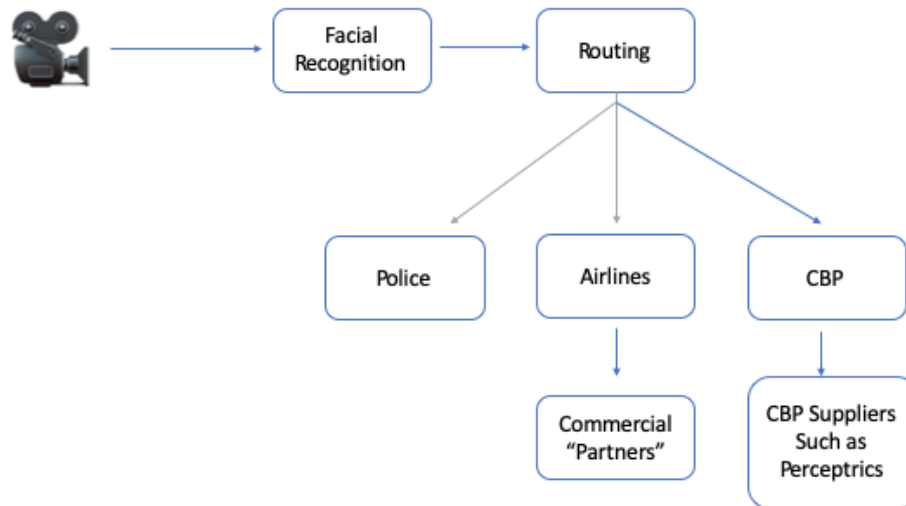 Facial
Recognition
Routing
Police
Airlines
CBP
Commercial
“Partners”
CBP Suppliers
Such as
Perceptrics